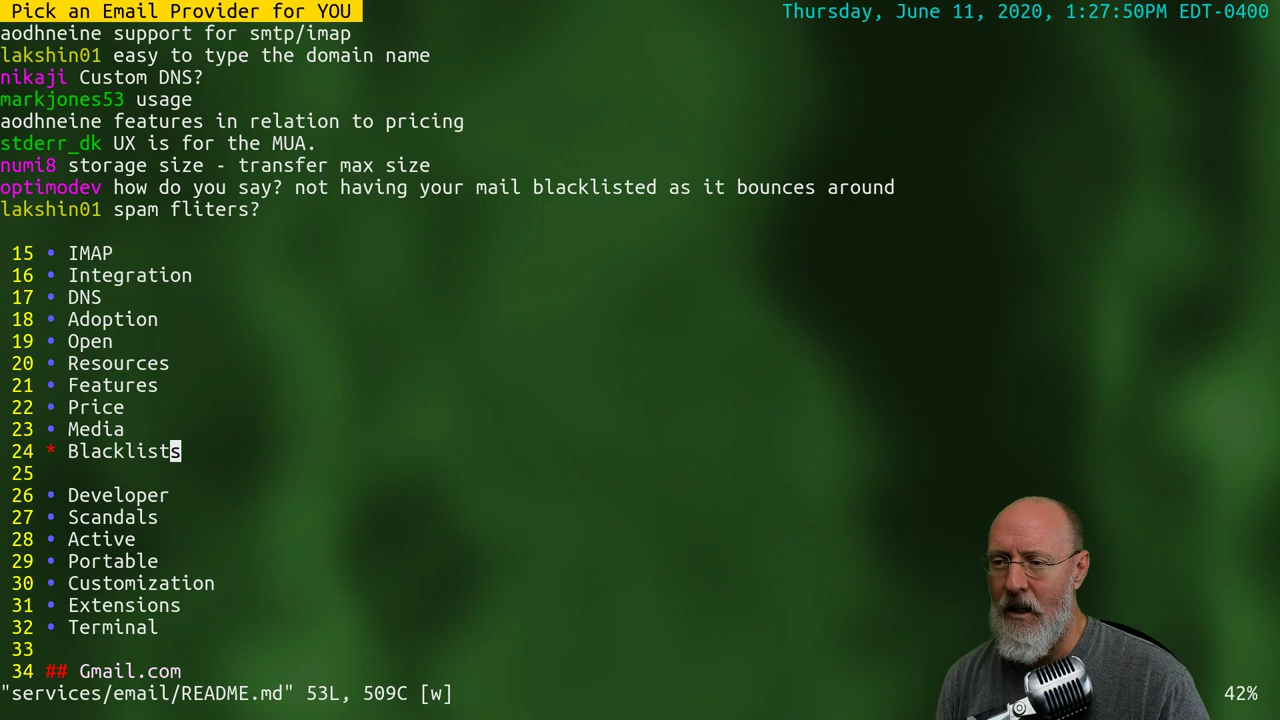 Pick an Email Provider for YOU
Thursday, June 11, 2020, 1:27:50PM EDT-0400
aodhneine support for smtp/imap
lakshin01 easy to type the domain name
nikaji Custom DNS?
markjones53 usage
aodhneine features in relation to pricing
stderr_dk UX is for the MUA.
numi8 storage size - transfer max size
optimodev how do you say? not having your mail blacklisted as it bounces around
lakshin01 spam fliters?
15 • IMAP
16 • Integration
17 • DNS
18 • Adoption
19 • Open
20 • Resources
21 • Features
22 • Price
23 • Media
24 * Blacklists
25
26 • Developer
27 • Scandals
28 • Active
29 • Portable
30 • Customization
31 • Extensions
32 • Terminal
33
34 ## Gmail.com
"services/email/README.md" 53L, 509C [w]
42%